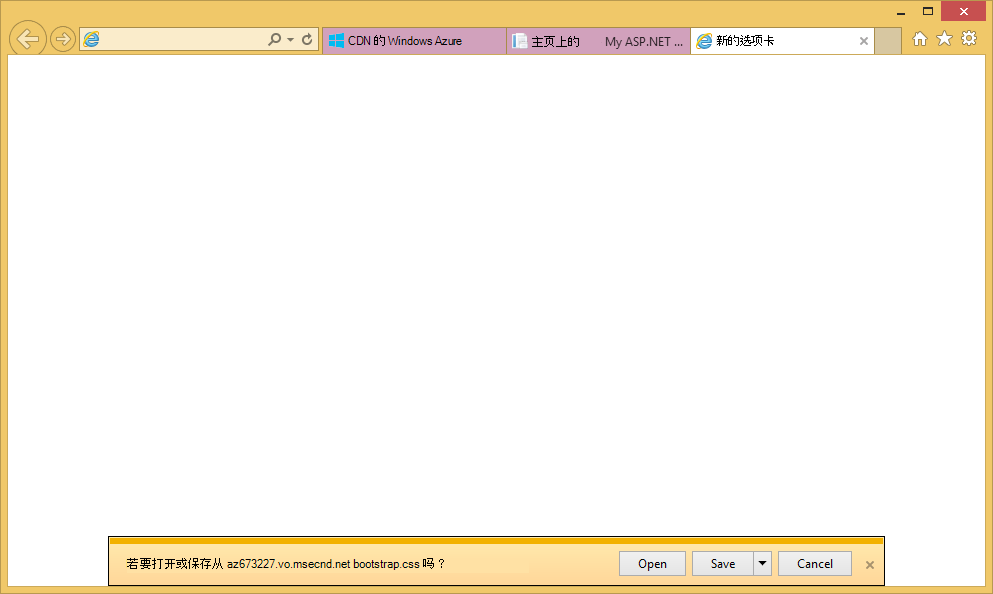 CDN 的 Windows Azure
主页上的 My ASP.NET ...
新的选项卡
若要打开或保存从 az673227.vo.msecnd.net bootstrap.css 吗？
Open
Save
Cancel